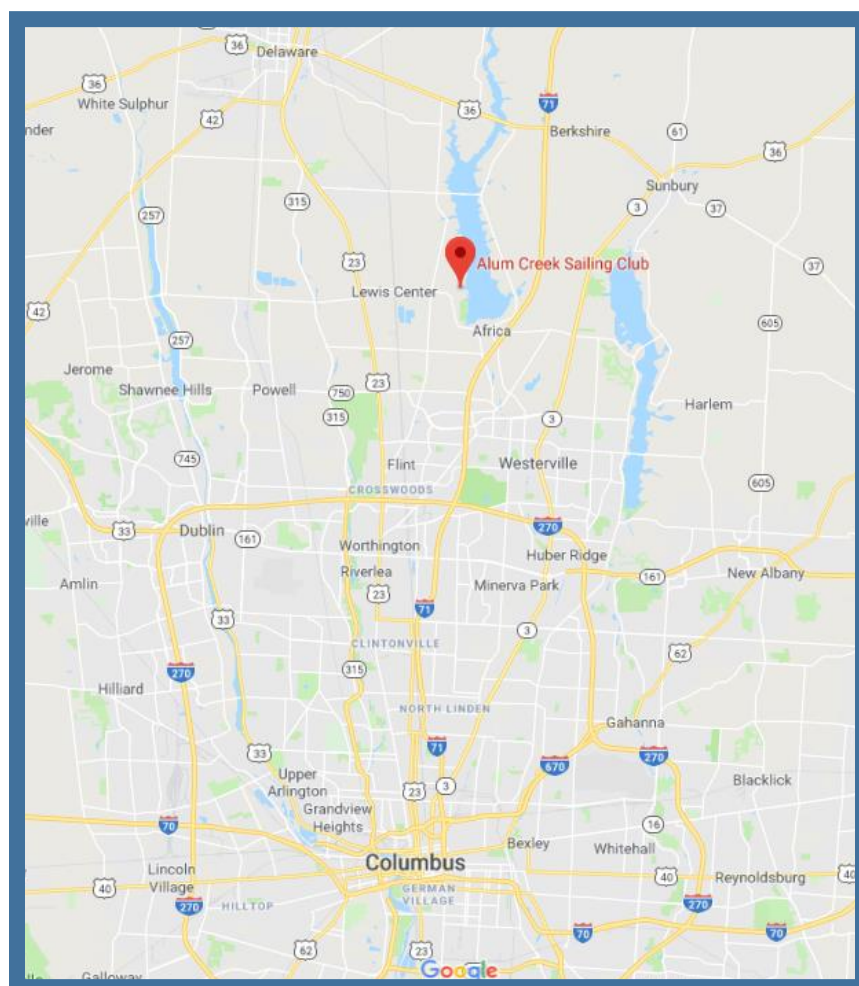 36
36
Delaware
36
White Sulphur
42
36
71
Berkshire
61
36
nder
Sunbury
315
3
37
257
23
Alum Creek Sailing Club
37
Lewis Center
42
Africa
605
257
Jerome
Shawnee Hills
Powell
750
23
Harlem
315
3
745
Flint
Westerville
CROSSWOODS
605
ville
33
Dublin
161
270
Worthington
Huber Ridge
Riverlea
Amlin
Minerva Park
161
New Albany
23
71
33
3
CLINTONVILLE
62
315
270
Hilliard
NORTH LINDEN
Gahanna
71
33
670
270
Upper
Arlington
Blacklick
23
3
Grandview
Heights
70
16
Bexley
Whitehall
Columbus
Lincoln
Village
40
40
Reynoldsburg
40
GERMAN
VILLAGE
270
HILLTOP
270
70
70
62
23
Galloway
Google